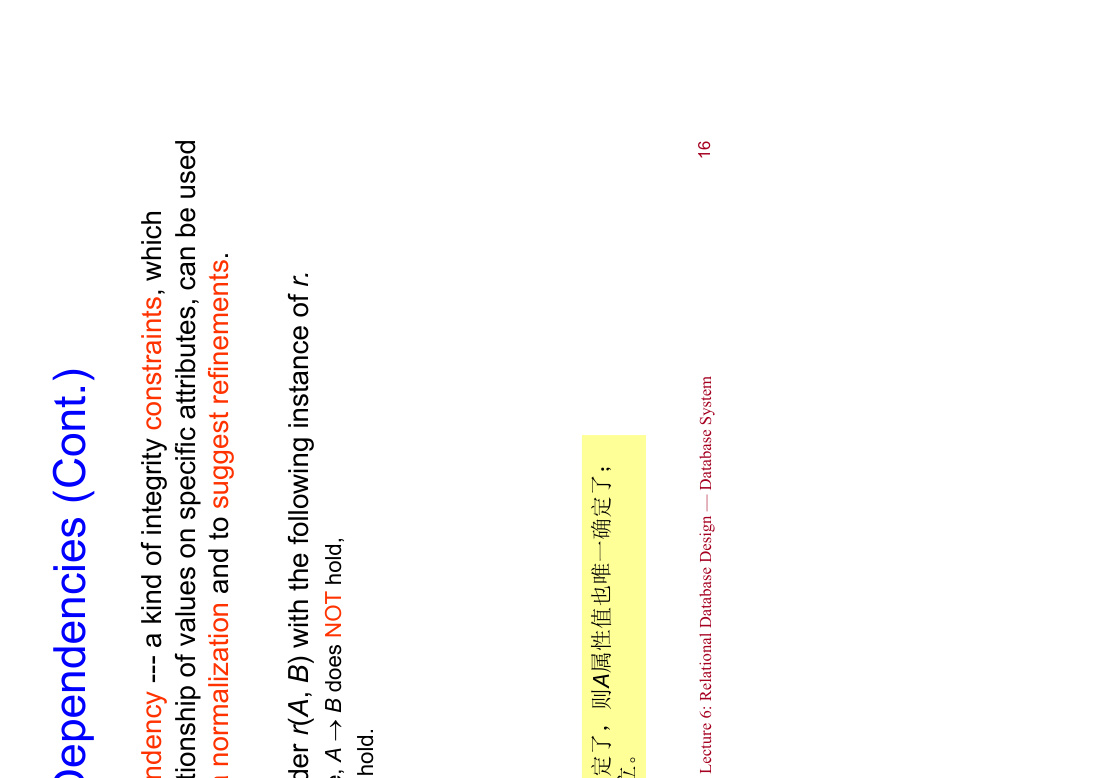 Dependencies (Cont.)
ndency --- a kind of integrity constraints, which
tionship of values on specific attributes, can be used
normalization and to suggest refinements.
der r(A, B) with the following instance of r.
, A → B does NOT hold,
hold.
定了，则A属性值也唯一确定了；
立。
Lecture 6: Relational Database Design — Database System
16